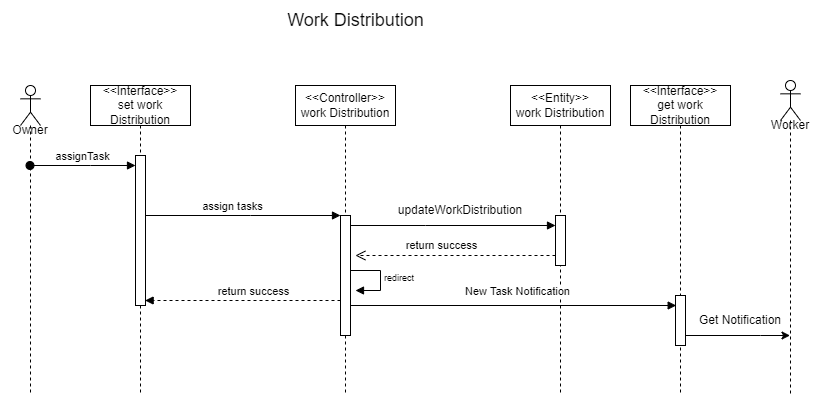 Work Distribution
<<Interface>>
set work
Distribution
<<Controller>>
work Distribution
<<Entity>>
work Distribution
<<Interface>>
get work
Distribution
Owner
Worker
assignTask
assign tasks
updateWorkDistribution
return success
redirect
return success
New Task Notification
Get Notification